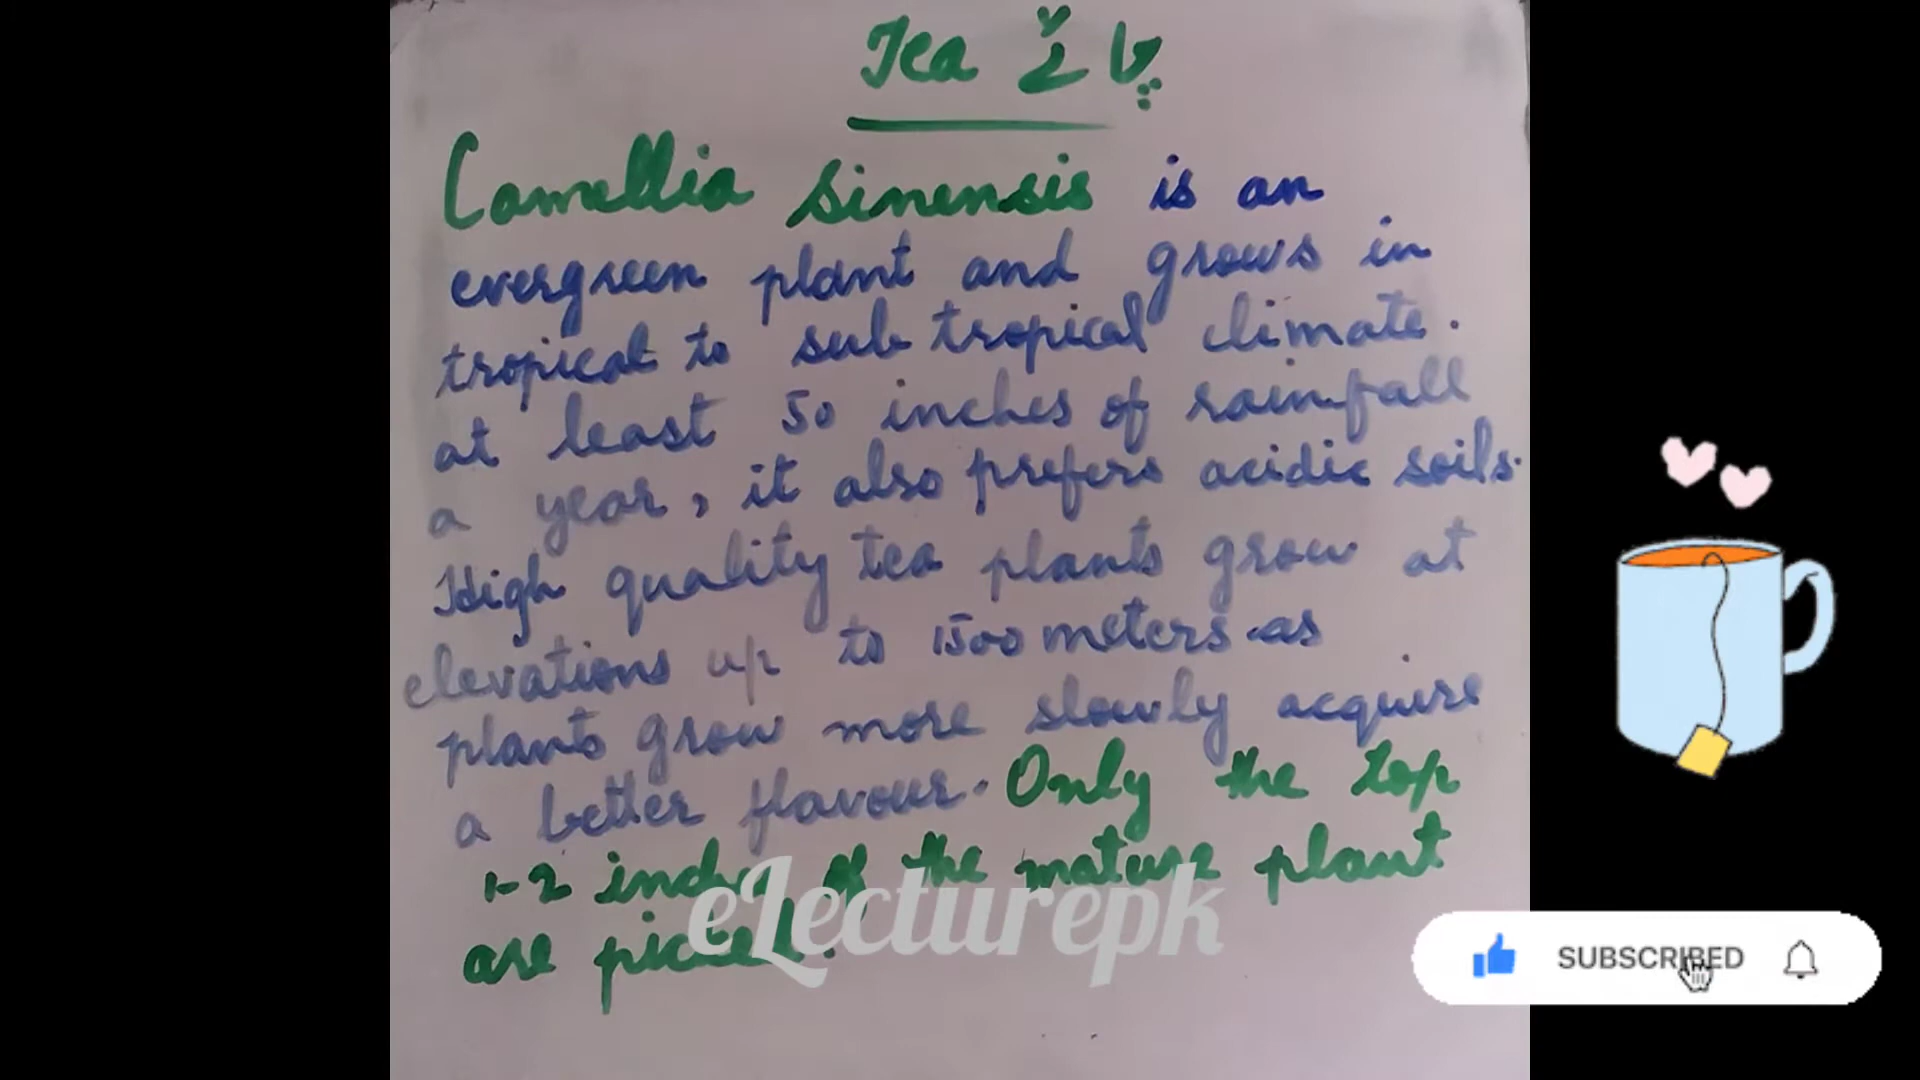 Tea چائے
Camellia sinensis is an
evergreen plant and grows in
tropical to sub tropical climate.
at least 50 inches of rainfall
a year, it also prefers acidic soils.
High quality tea plants grow at
elevations up to 1500 meters as
plants grow more slowly acquire
a better flavour. Only the top
1-2 inches of the mature plant
are picked.
eLecturepk
SUBSCRIBED